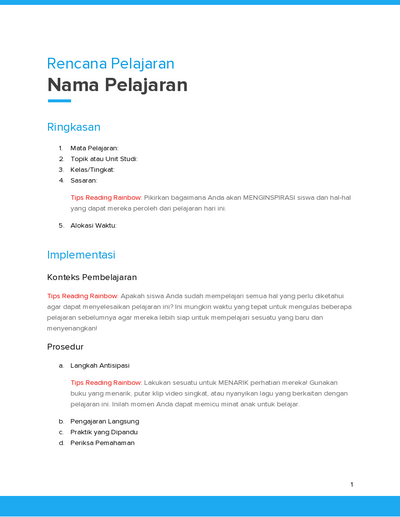 Rencana Pelajaran
Nama Pelajaran
Ringkasan
1. Mata Pelajaran:
2. Topik atau Unit Studi:
3. Kelas/Tingkat:
4. Sasaran:
Tips Reading Rainbow: Pikirkan bagaimana Anda akan MENGINSPIRASI siswa dan hal-hal
yang dapat mereka peroleh dari pelajaran hari ini.
5. Alokasi Waktu:
Implementasi
Konteks Pembelajaran
Tips Reading Rainbow: Apakah siswa Anda sudah mempelajari semua hal yang perlu diketahui
agar dapat menyelesaikan pelajaran ini? Ini mungkin waktu yang tepat untuk mengulas beberapa
pelajaran sebelumnya agar mereka lebih siap untuk mempelajari sesuatu yang baru dan
menyenangkan!
Prosedur
a. Langkah Antisipasi
Tips Reading Rainbow: Lakukan sesuatu untuk MENARIK perhatian mereka! Gunakan
buku yang menarik, putar klip video singkat, atau nyanyikan lagu yang berkaitan dengan
pelajaran ini. Inilah momen Anda dapat memicu minat anak untuk belajar.
b. Pengajaran Langsung
c. Praktik yang Dipandu
d. Periksa Pemahaman
1